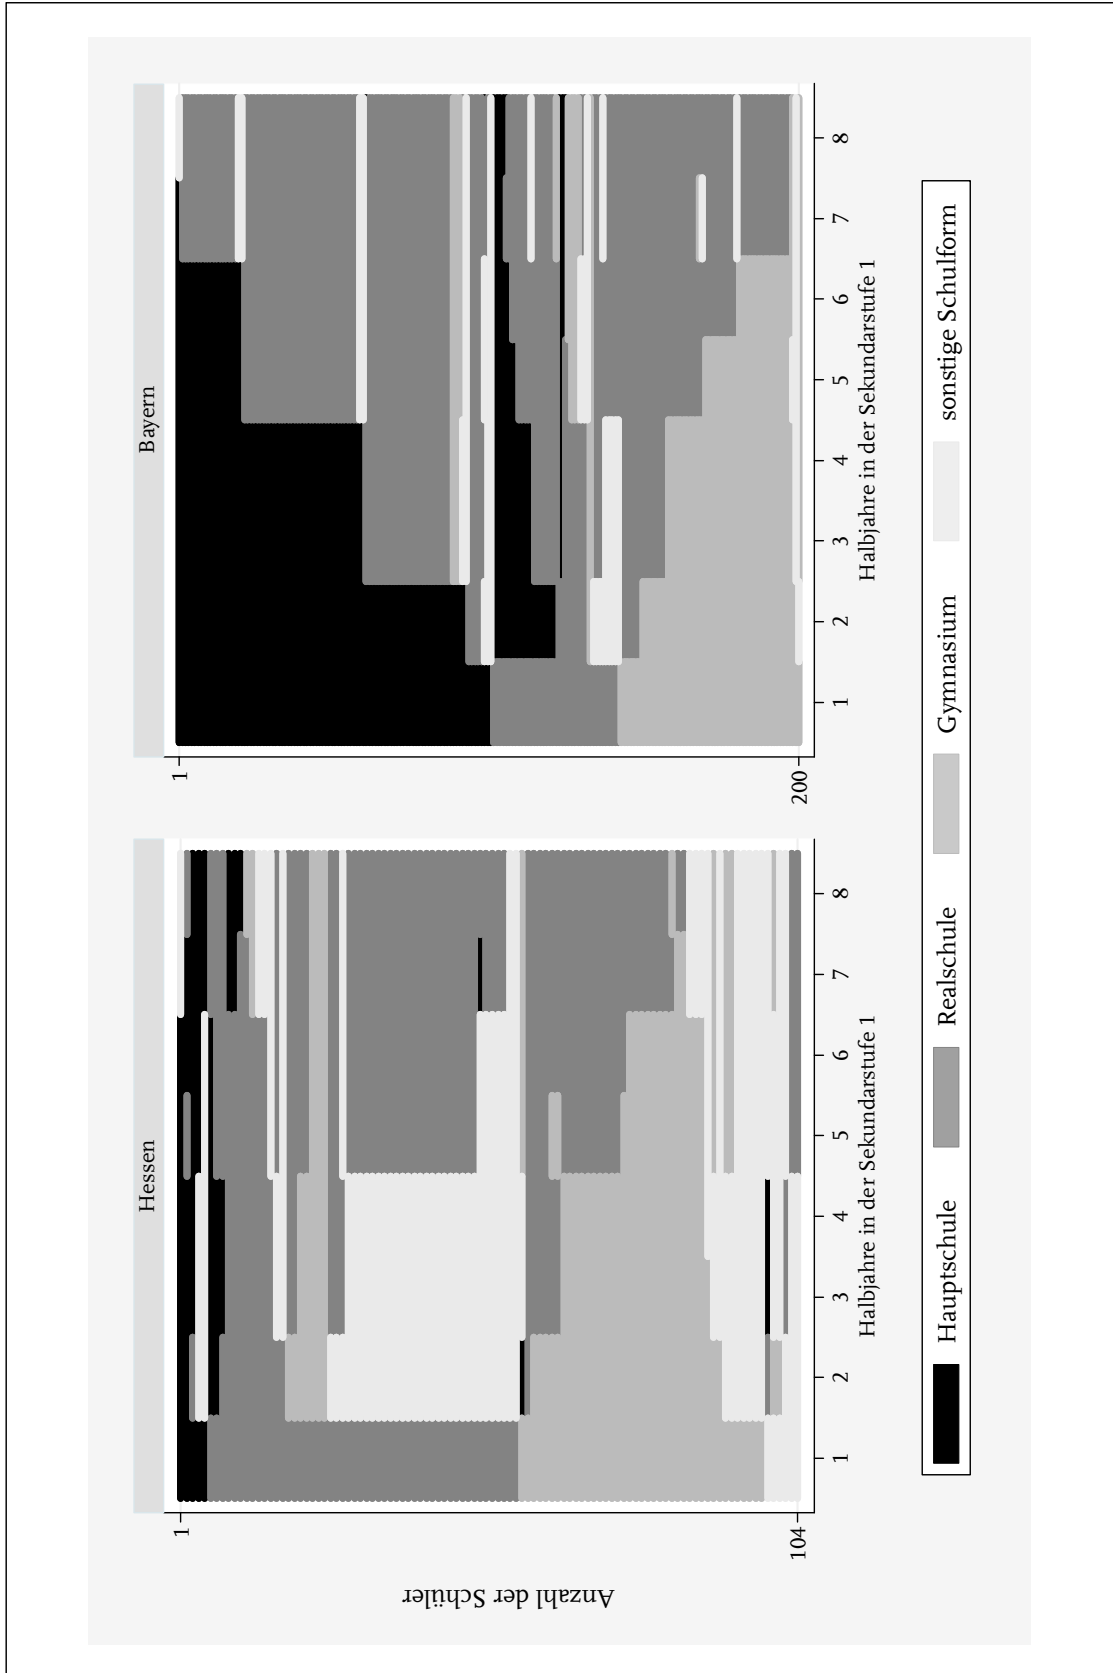 Hessen
Bayern
Anzahl der Schüler
1
104
1
200
1 2 3 4 5 6 7 8
1 2 3 4 5 6 7 8
Halbjahre in der Sekundarstufe 1
Halbjahre in der Sekundarstufe 1
Hauptschule
Realschule
Gymnasium
sonstige Schulform